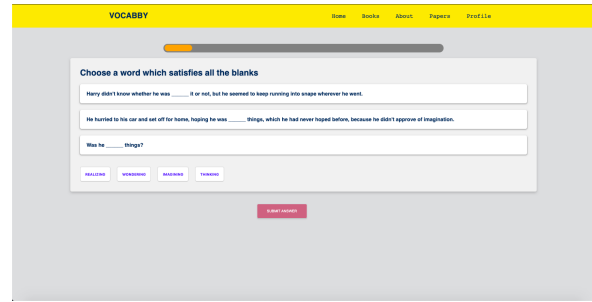 VOCABBY
Home Books About Papers Profile
Choose a word which satisfies all the blanks
Harry didn't know whether he was ______ it or not, but he seemed to keep running into snape wherever he went.
He hurried to his car and set off for home, hoping he was ______ things, which he had never hoped before, because he didn't approve of imagination.
Was he ______ things?
REALIZING WONDERING IMAGINING THINKING
SUBMIT ANSWER